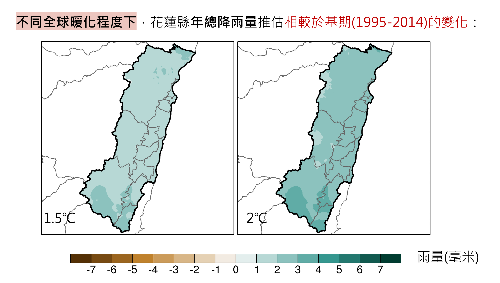 不同全球暖化程度下，花蓮縣年總降雨量推估相較於基期(1995-2014)的變化：
1.5℃
2℃
-7 -6 -5 -4 -3 -2 -1 0 1 2 3 4 5 6 7
雨量(毫米)